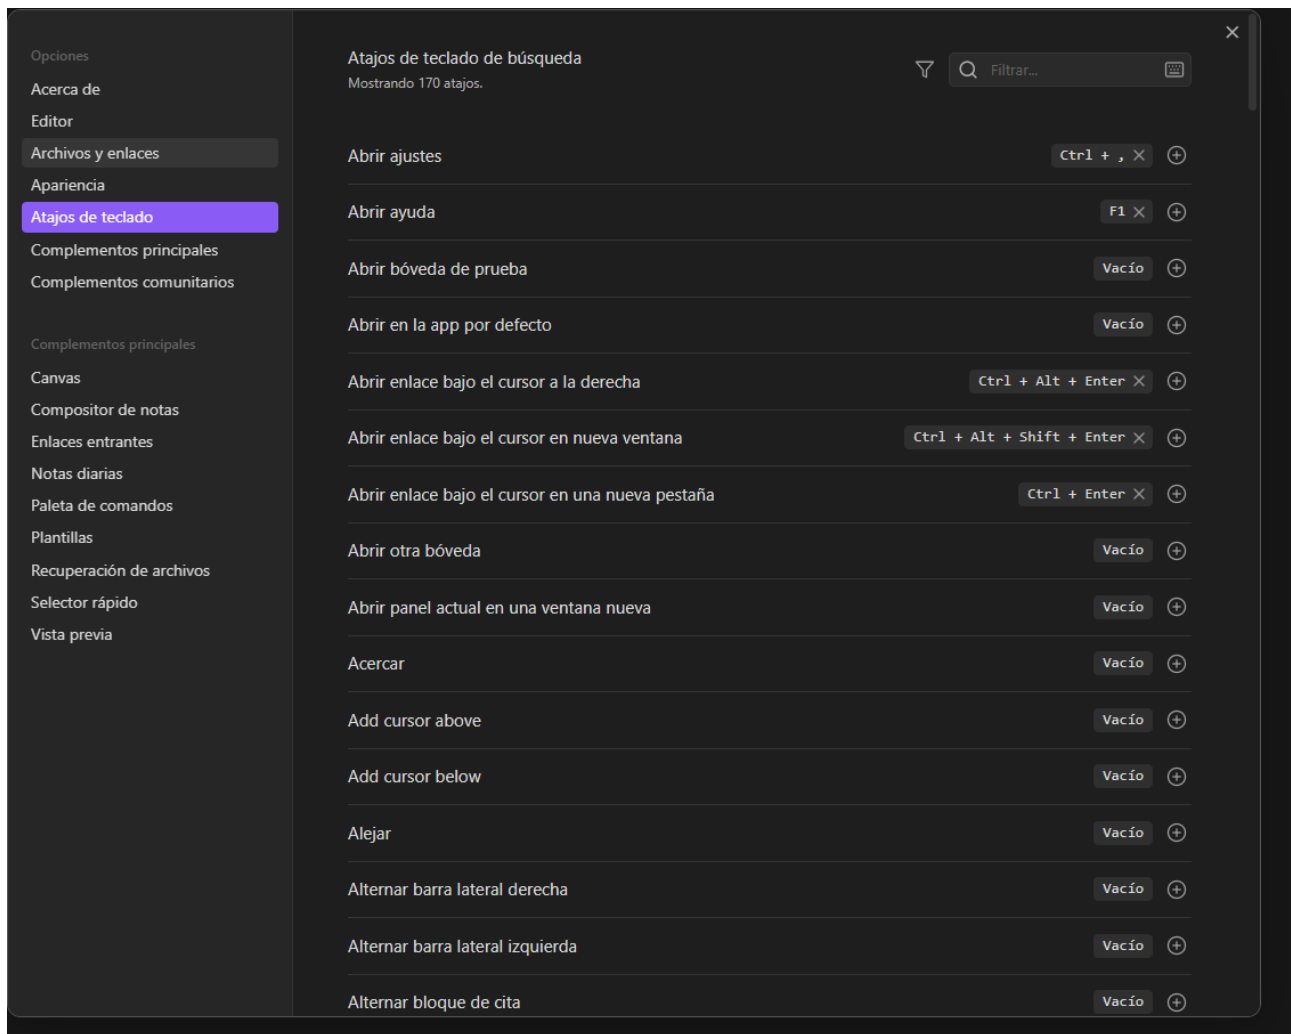 Opciones
Acerca de
Editor
Archivos y enlaces
Apariencia
Atajos de teclado
Complementos principales
Complementos comunitarios
Complementos principales
Canvas
Compositor de notas
Enlaces entrantes
Notas diarias
Paleta de comandos
Plantillas
Recuperación de archivos
Selector rápido
Vista previa
Atajos de teclado de búsqueda
Mostrando 170 atajos.
Filtrar...
Abrir ajustes
Ctrl + ,
Abrir ayuda
F1
Abrir bóveda de prueba
Vacío
Abrir en la app por defecto
Vacío
Abrir enlace bajo el cursor a la derecha
Ctrl + Alt + Enter
Abrir enlace bajo el cursor en nueva ventana
Ctrl + Alt + Shift + Enter
Abrir enlace bajo el cursor en una nueva pestaña
Ctrl + Enter
Abrir otra bóveda
Vacío
Abrir panel actual en una ventana nueva
Vacío
Acercar
Vacío
Add cursor above
Vacío
Add cursor below
Vacío
Alejar
Vacío
Alternar barra lateral derecha
Vacío
Alternar barra lateral izquierda
Vacío
Alternar bloque de cita
Vacío